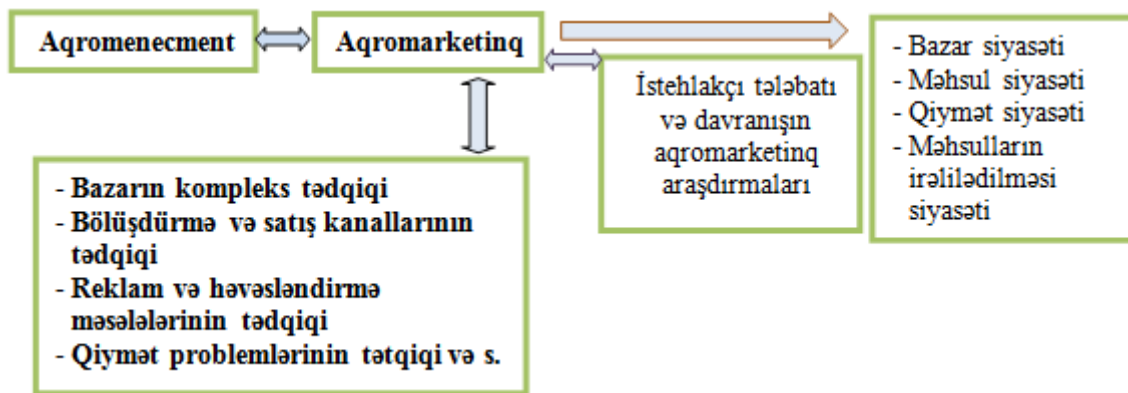 Aqromenecment
Aqromarketinq
- Bazar siyasəti
- Məhsul siyasəti
- Qiymət siyasəti
- Məhsulların
irəlilədilməsi
siyasəti
İstehlakçı tələbatı
və davranışın
aqromarketinq
araşdırmaları
- Bazarın kompleks tədqiqi
- Bölüşdürmə və satış kanallarının
tədqiqi
- Reklam və həvəsləndirmə
məsələlərinin tədqiqi
- Qiymət problemlərinin tətqiqi və s.